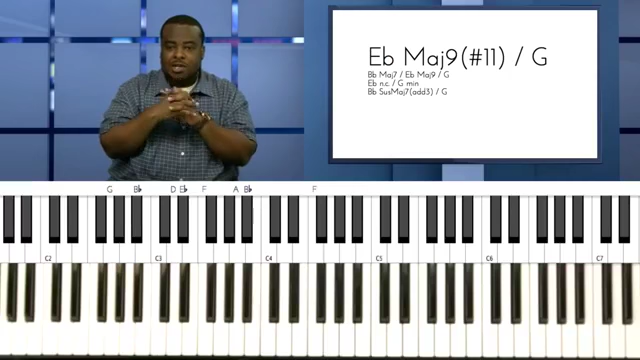 Eb Maj9(#11) / G
Bb Maj7 / Eb Maj9 / G
Eb n.c. / G min
Bb SusMaj7(add3) / G
G Bb D Eb F A Bb F
C2 C3 C4 C5 C6 C7